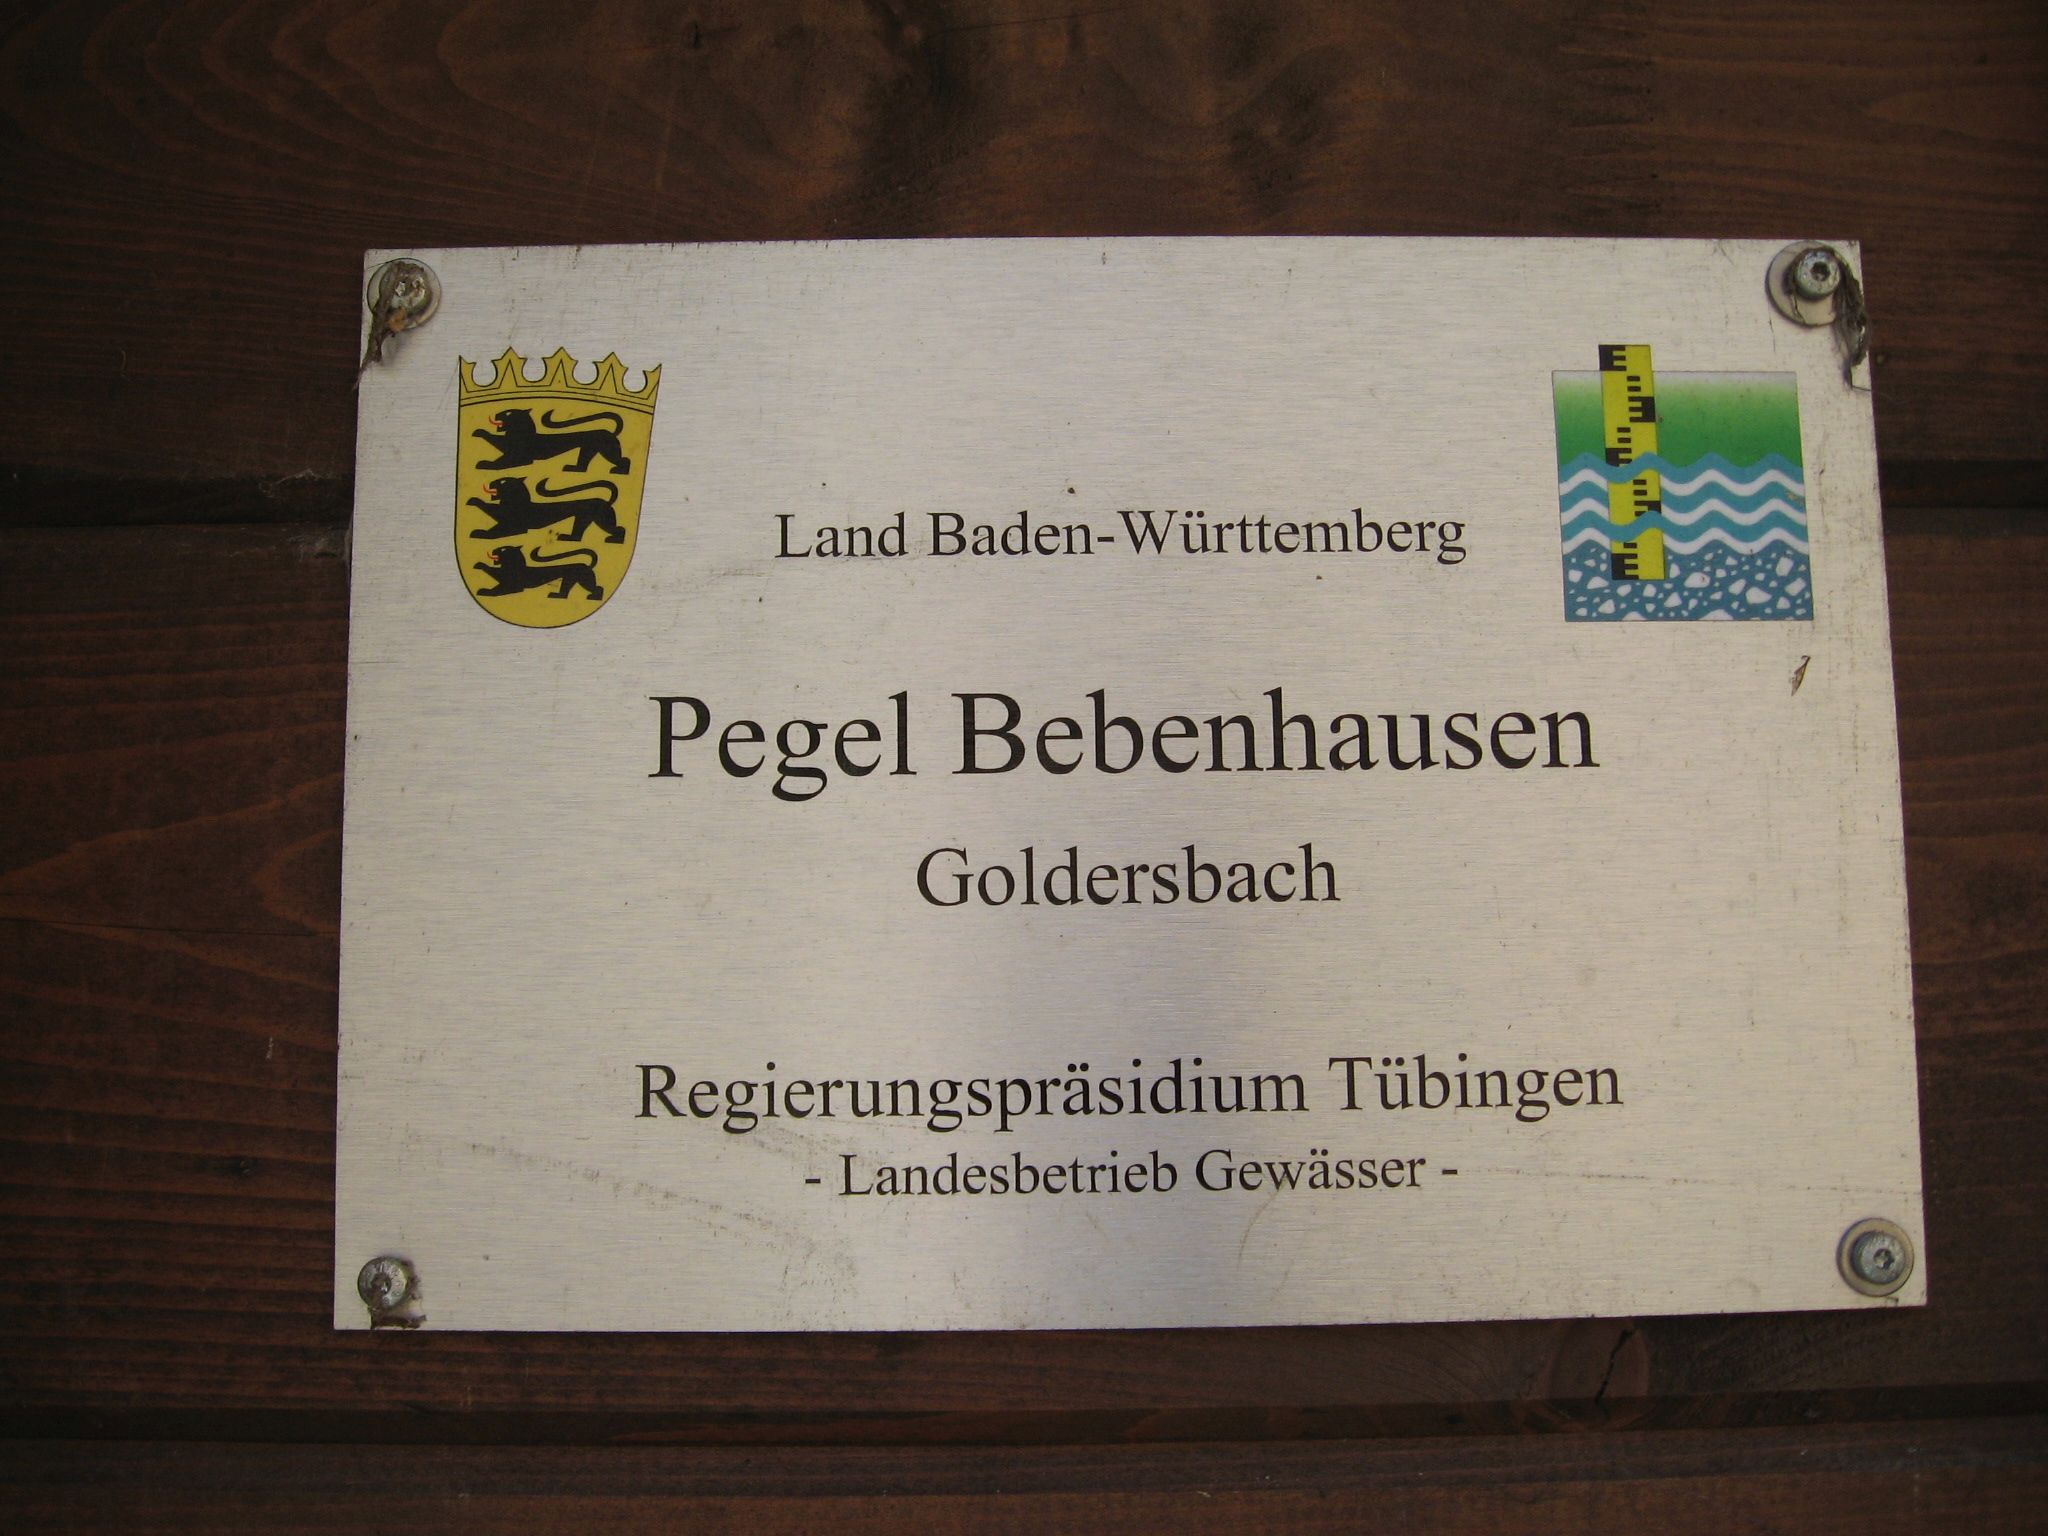 Land Baden-Württemberg
Pegel Bebenhausen
Goldersbach
Regierungspräsidium Tübingen
- Landesbetrieb Gewässer -